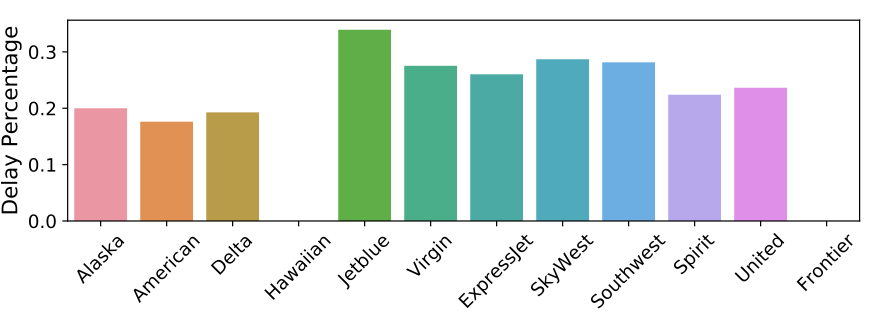 Delay Percentage
0.3
0.2
0.1
0.0
Alaska
American
Delta
Hawaiian
Jetblue
Virgin
ExpressJet
SkyWest
Southwest
Spirit
United
Frontier